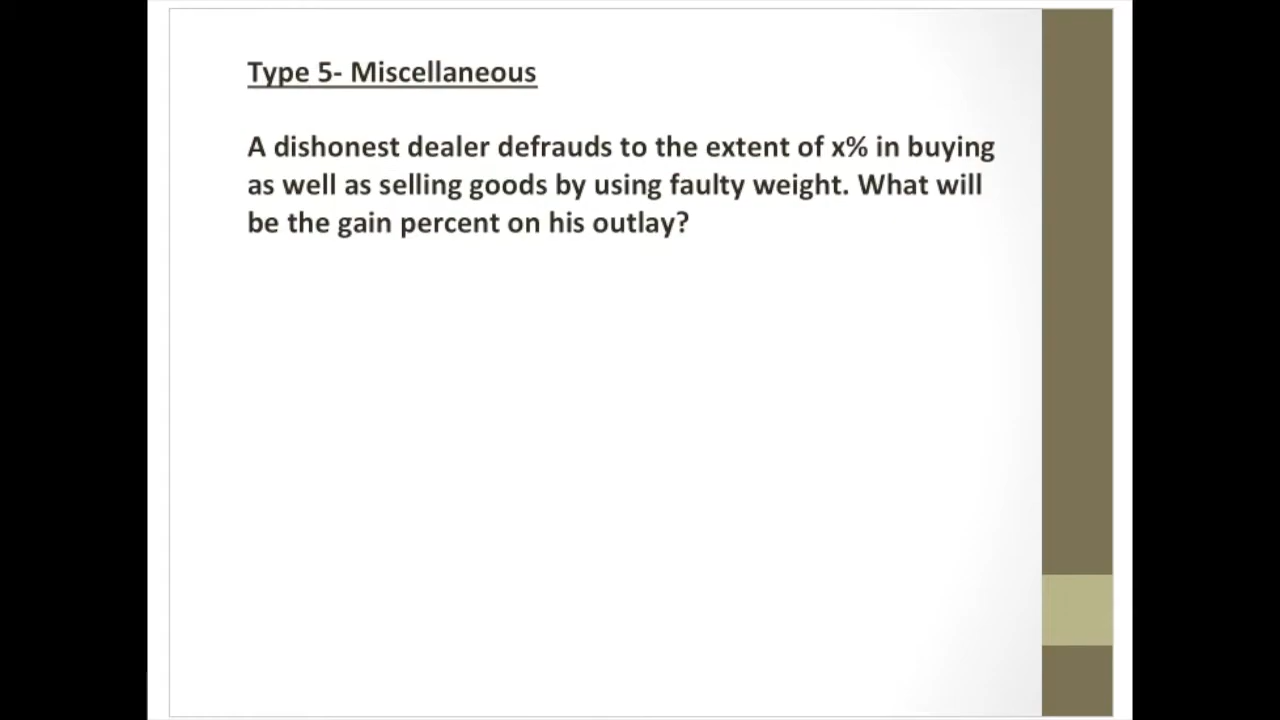 Type 5- Miscellaneous
A dishonest dealer defrauds to the extent of x% in buying
as well as selling goods by using faulty weight. What will
be the gain percent on his outlay?